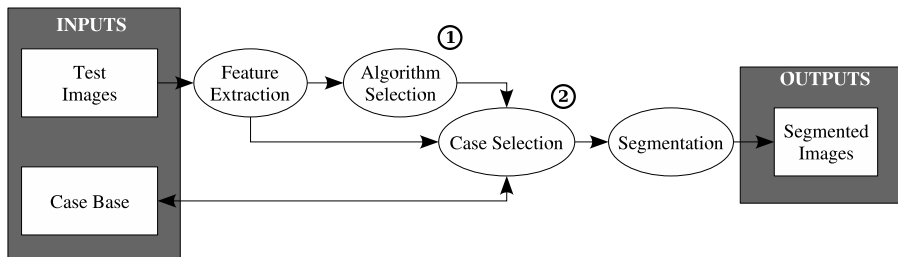 INPUTS
Test
Images
Case Base
Feature
Extraction
1
Algorithm
Selection
2
Case Selection
Segmentation
OUTPUTS
Segmented
Images